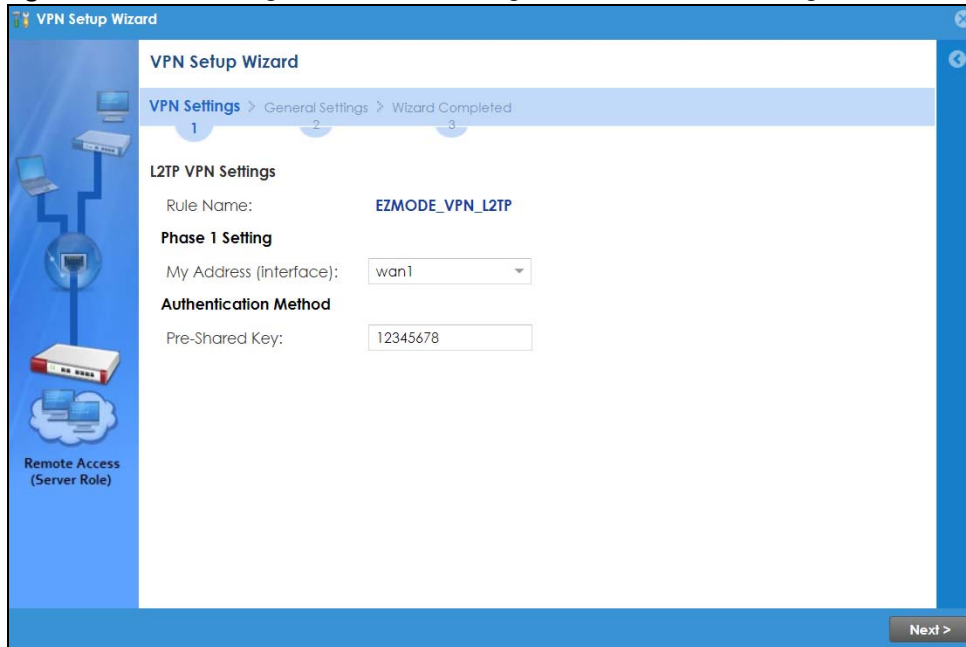 VPN Setup Wizard
VPN Setup Wizard
VPN Settings > General Settings > Wizard Completed
1 2 3
L2TP VPN Settings
Rule Name: EZMODE_VPN_L2TP
Phase 1 Setting
My Address (interface): wan1
Authentication Method
Pre-Shared Key: 12345678
Remote Access
(Server Role)
Next >